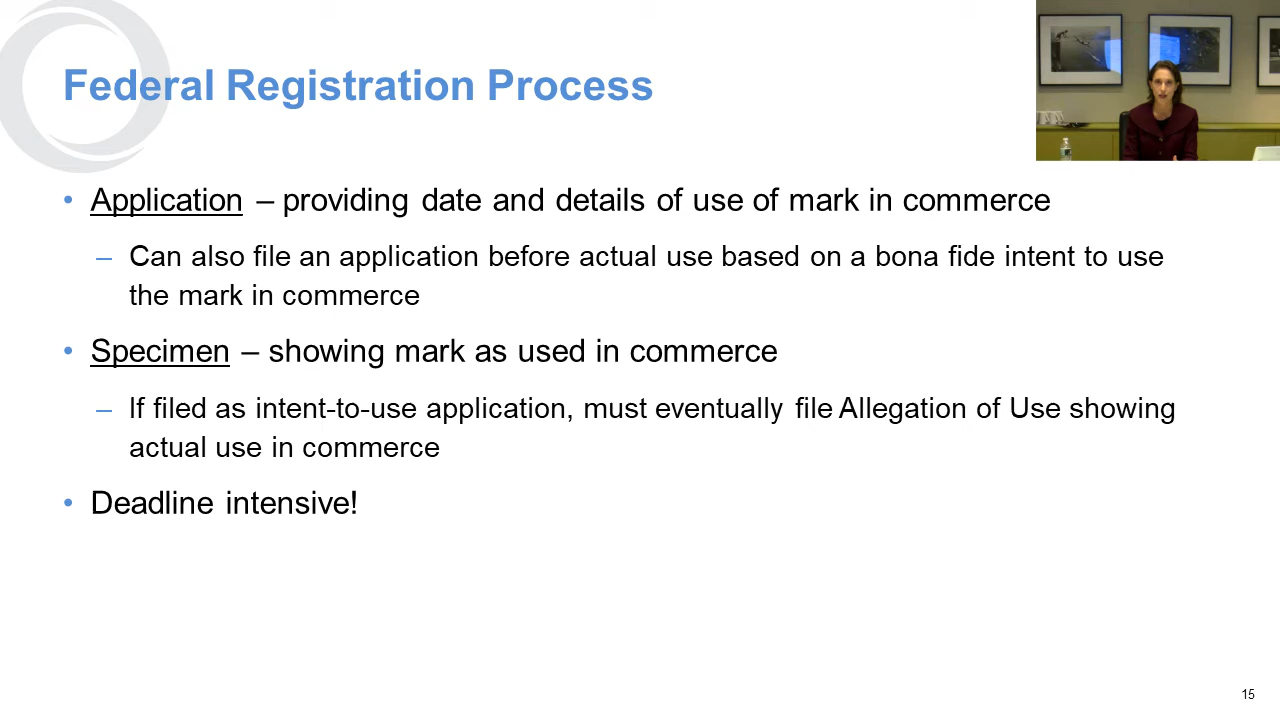 Federal Registration Process
• Application – providing date and details of use of mark in commerce
– Can also file an application before actual use based on a bona fide intent to use
the mark in commerce
• Specimen – showing mark as used in commerce
– If filed as intent-to-use application, must eventually file Allegation of Use showing
actual use in commerce
• Deadline intensive!
15